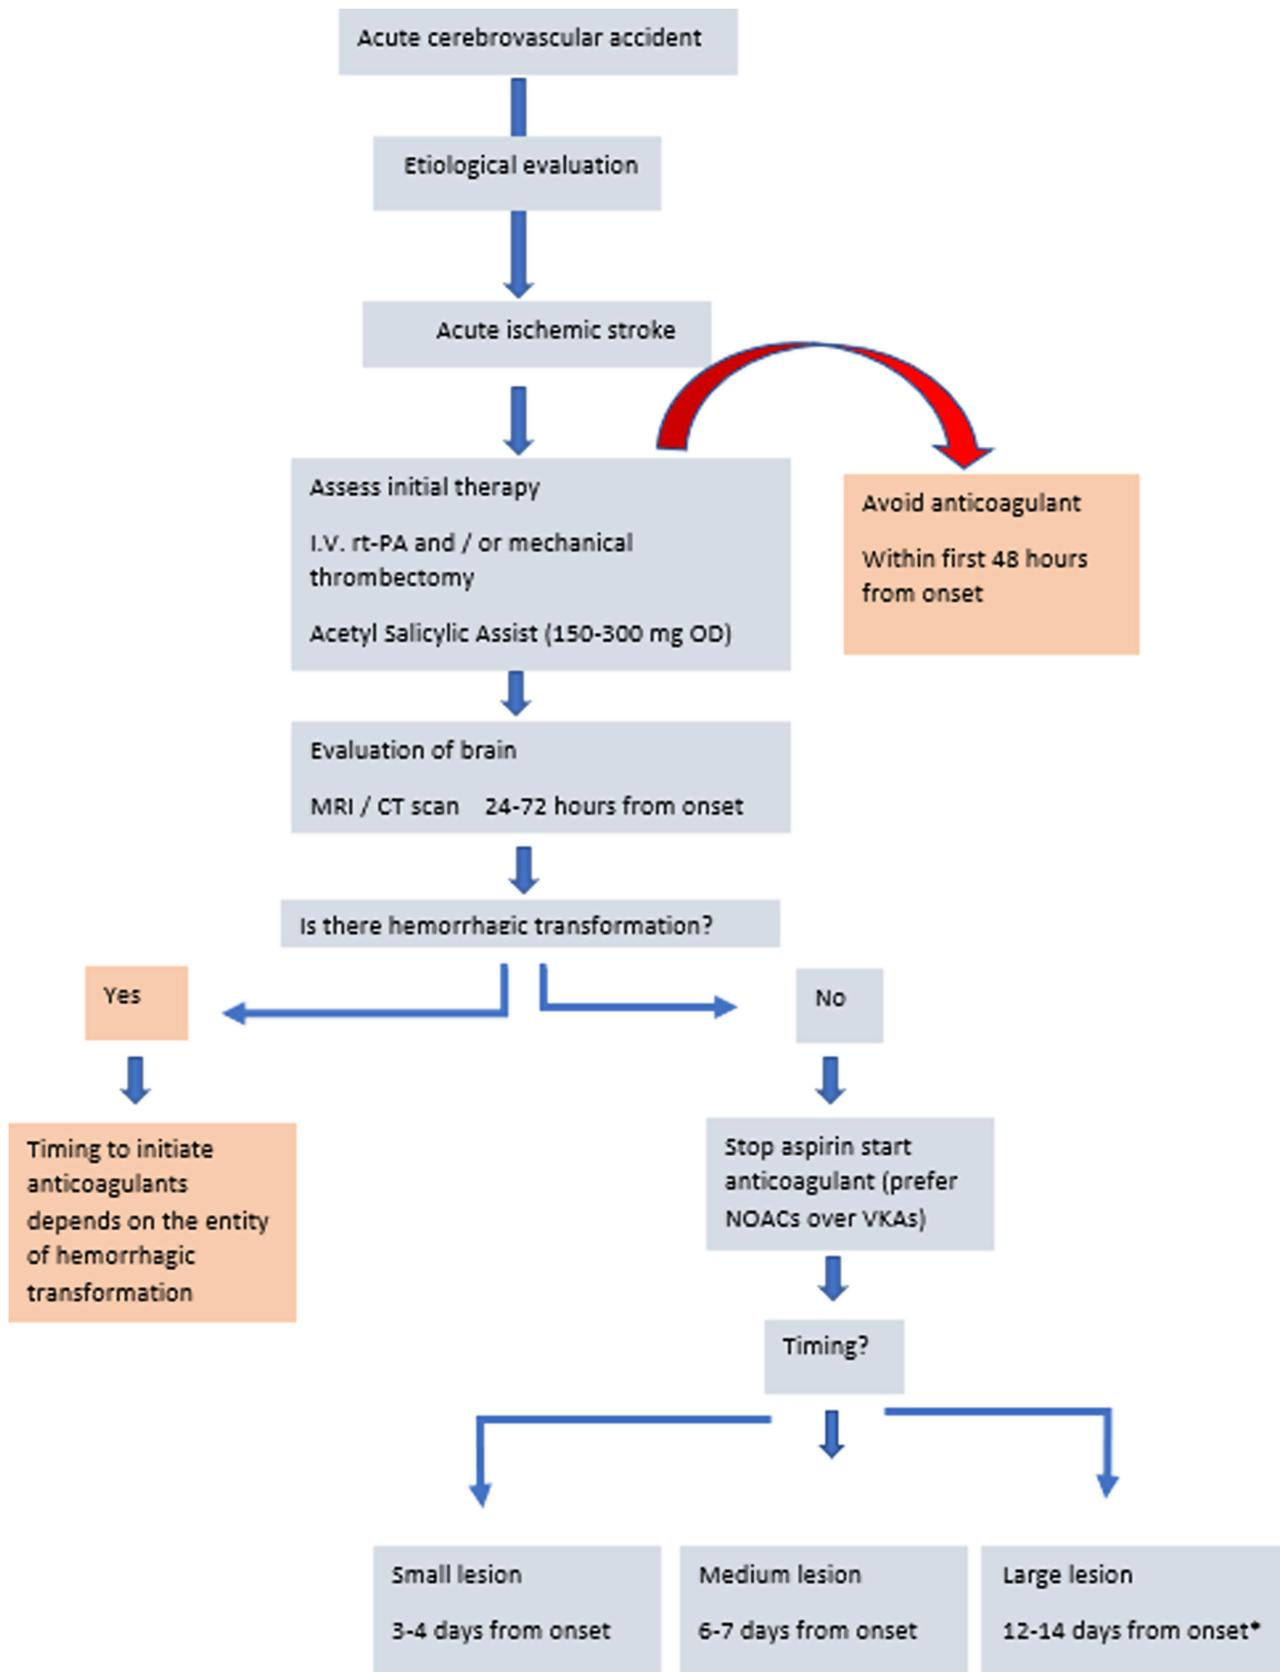 Acute cerebrovascular accident
Etiological evaluation
Acute ischemic stroke
Assess initial therapy
I.V. rt-PA and / or mechanical
thrombectomy
Acetyl Salicylic Assist (150-300 mg OD)
Avoid anticoagulant
Within first 48 hours
from onset
Evaluation of brain
MRI / CT scan 24-72 hours from onset
Is there hemorrhagic transformation?
Yes
No
Timing to initiate
anticoagulants
depends on the entity
of hemorrhagic
transformation
Stop aspirin start
anticoagulant (prefer
NOACs over VKAs)
Timing?
Small lesion
3-4 days from onset
Medium lesion
6-7 days from onset
Large lesion
12-14 days from onset*